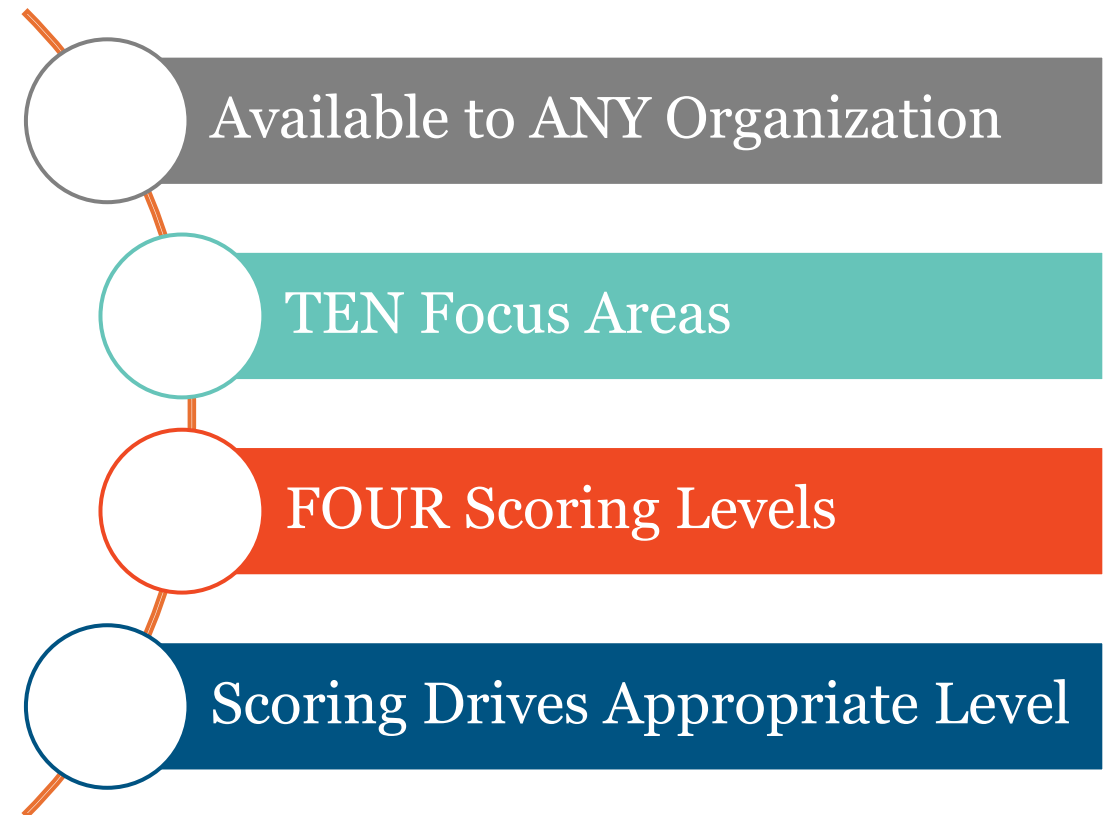 Available to ANY Organization
TEN Focus Areas
FOUR Scoring Levels
Scoring Drives Appropriate Level